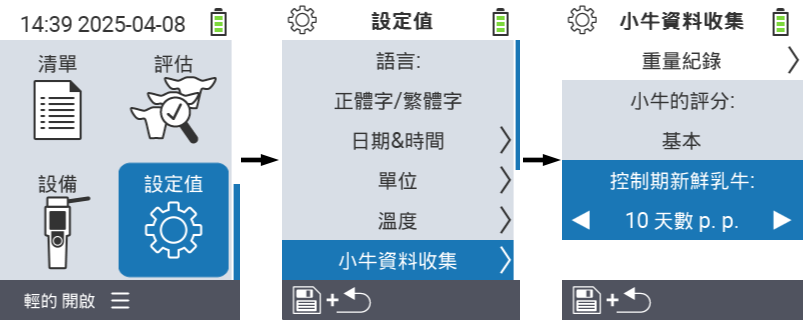 14:39 2025-04-08
清單
評估
設備
設定值
輕的 開啟
設定值
語言:
正體字/繁體字
日期&時間
單位
溫度
小牛資料收集
+
小牛資料收集
重量紀錄
小牛的評分:
基本
控制期新鮮乳牛:
10 天數 p. p.
+